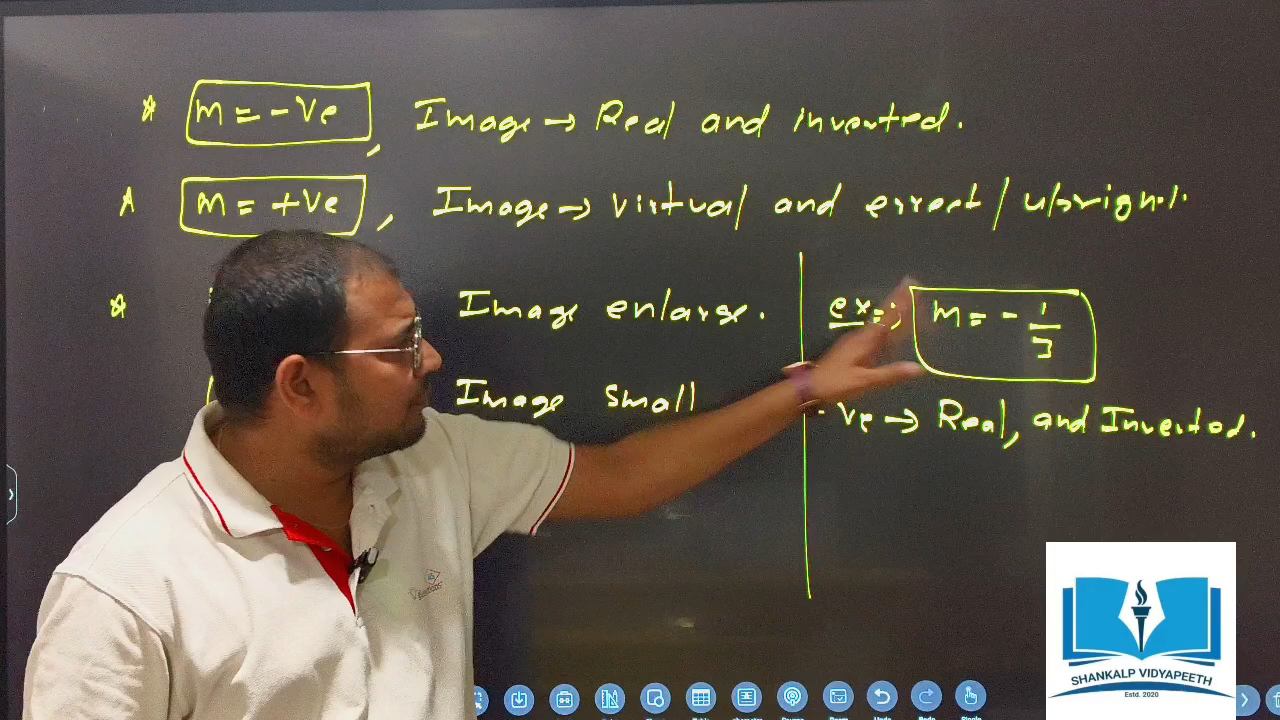 * m = -ve, Image → Real and inverted.
* m = +ve, Image → virtual and errect / upright.
* Image enlarge.
Image small
ex:; m = - 1/3
-ve → Real, and Inverted.
SHANKALP VIDYAPEETH
Estd. 2020